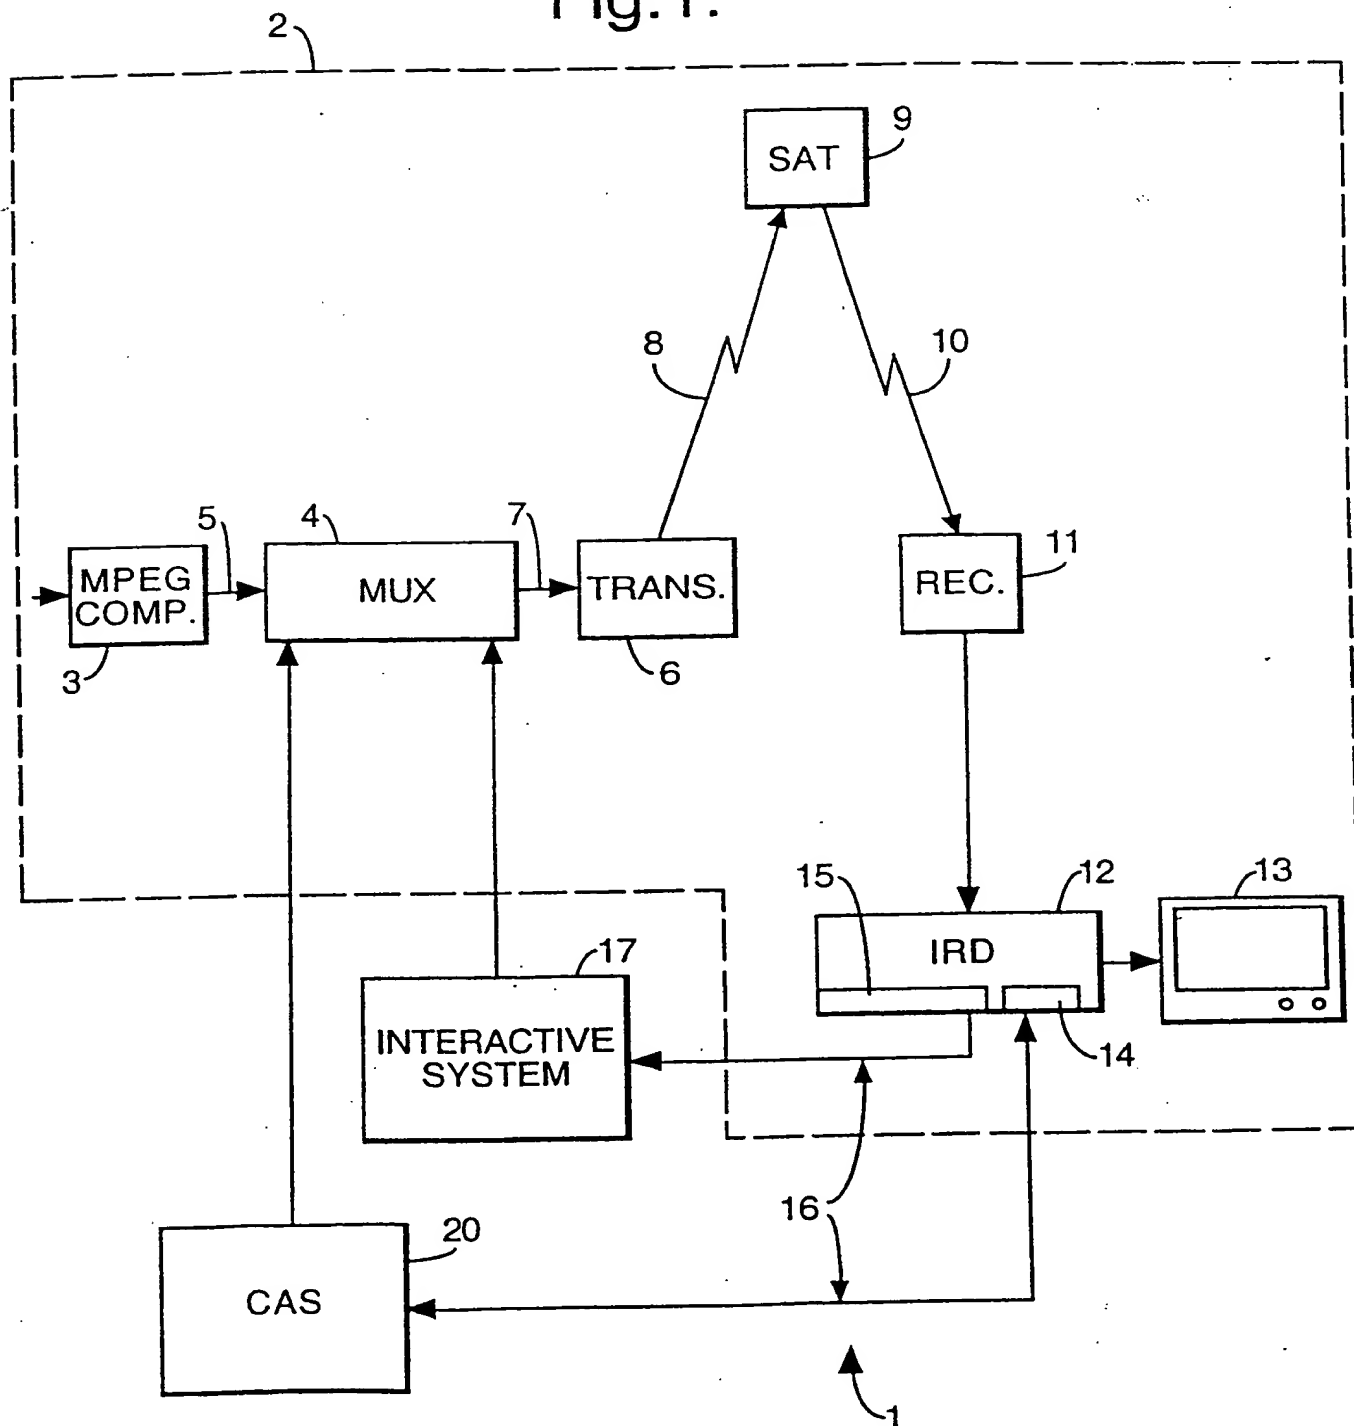 Fig.1.
2
9
SAT
8
10
5
4
7
11
MPEG
COMP.
MUX
TRANS.
REC.
3
6
15
12
13
IRD
17
INTERACTIVE
SYSTEM
14
16
20
CAS
1